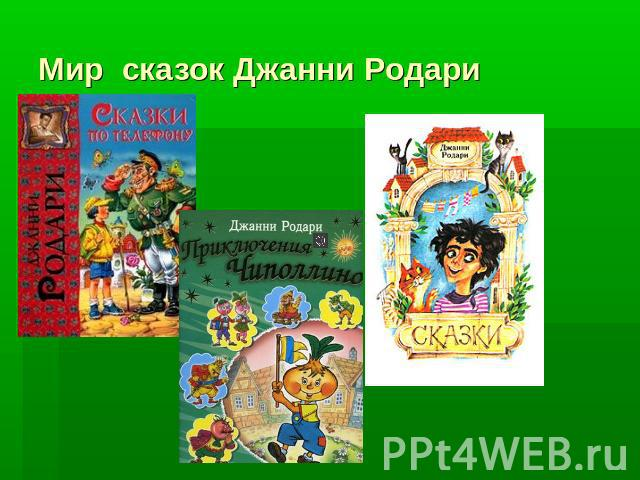 Мир сказок Джанни Родари
ДЖАННИ
РОДАРИ
СКАЗКИ
ПО ТЕЛЕФОНУ
Джанни Родари
Приключения
Чиполлино
Джанни
Родари
СКАЗКИ
PPt4WEB.ru